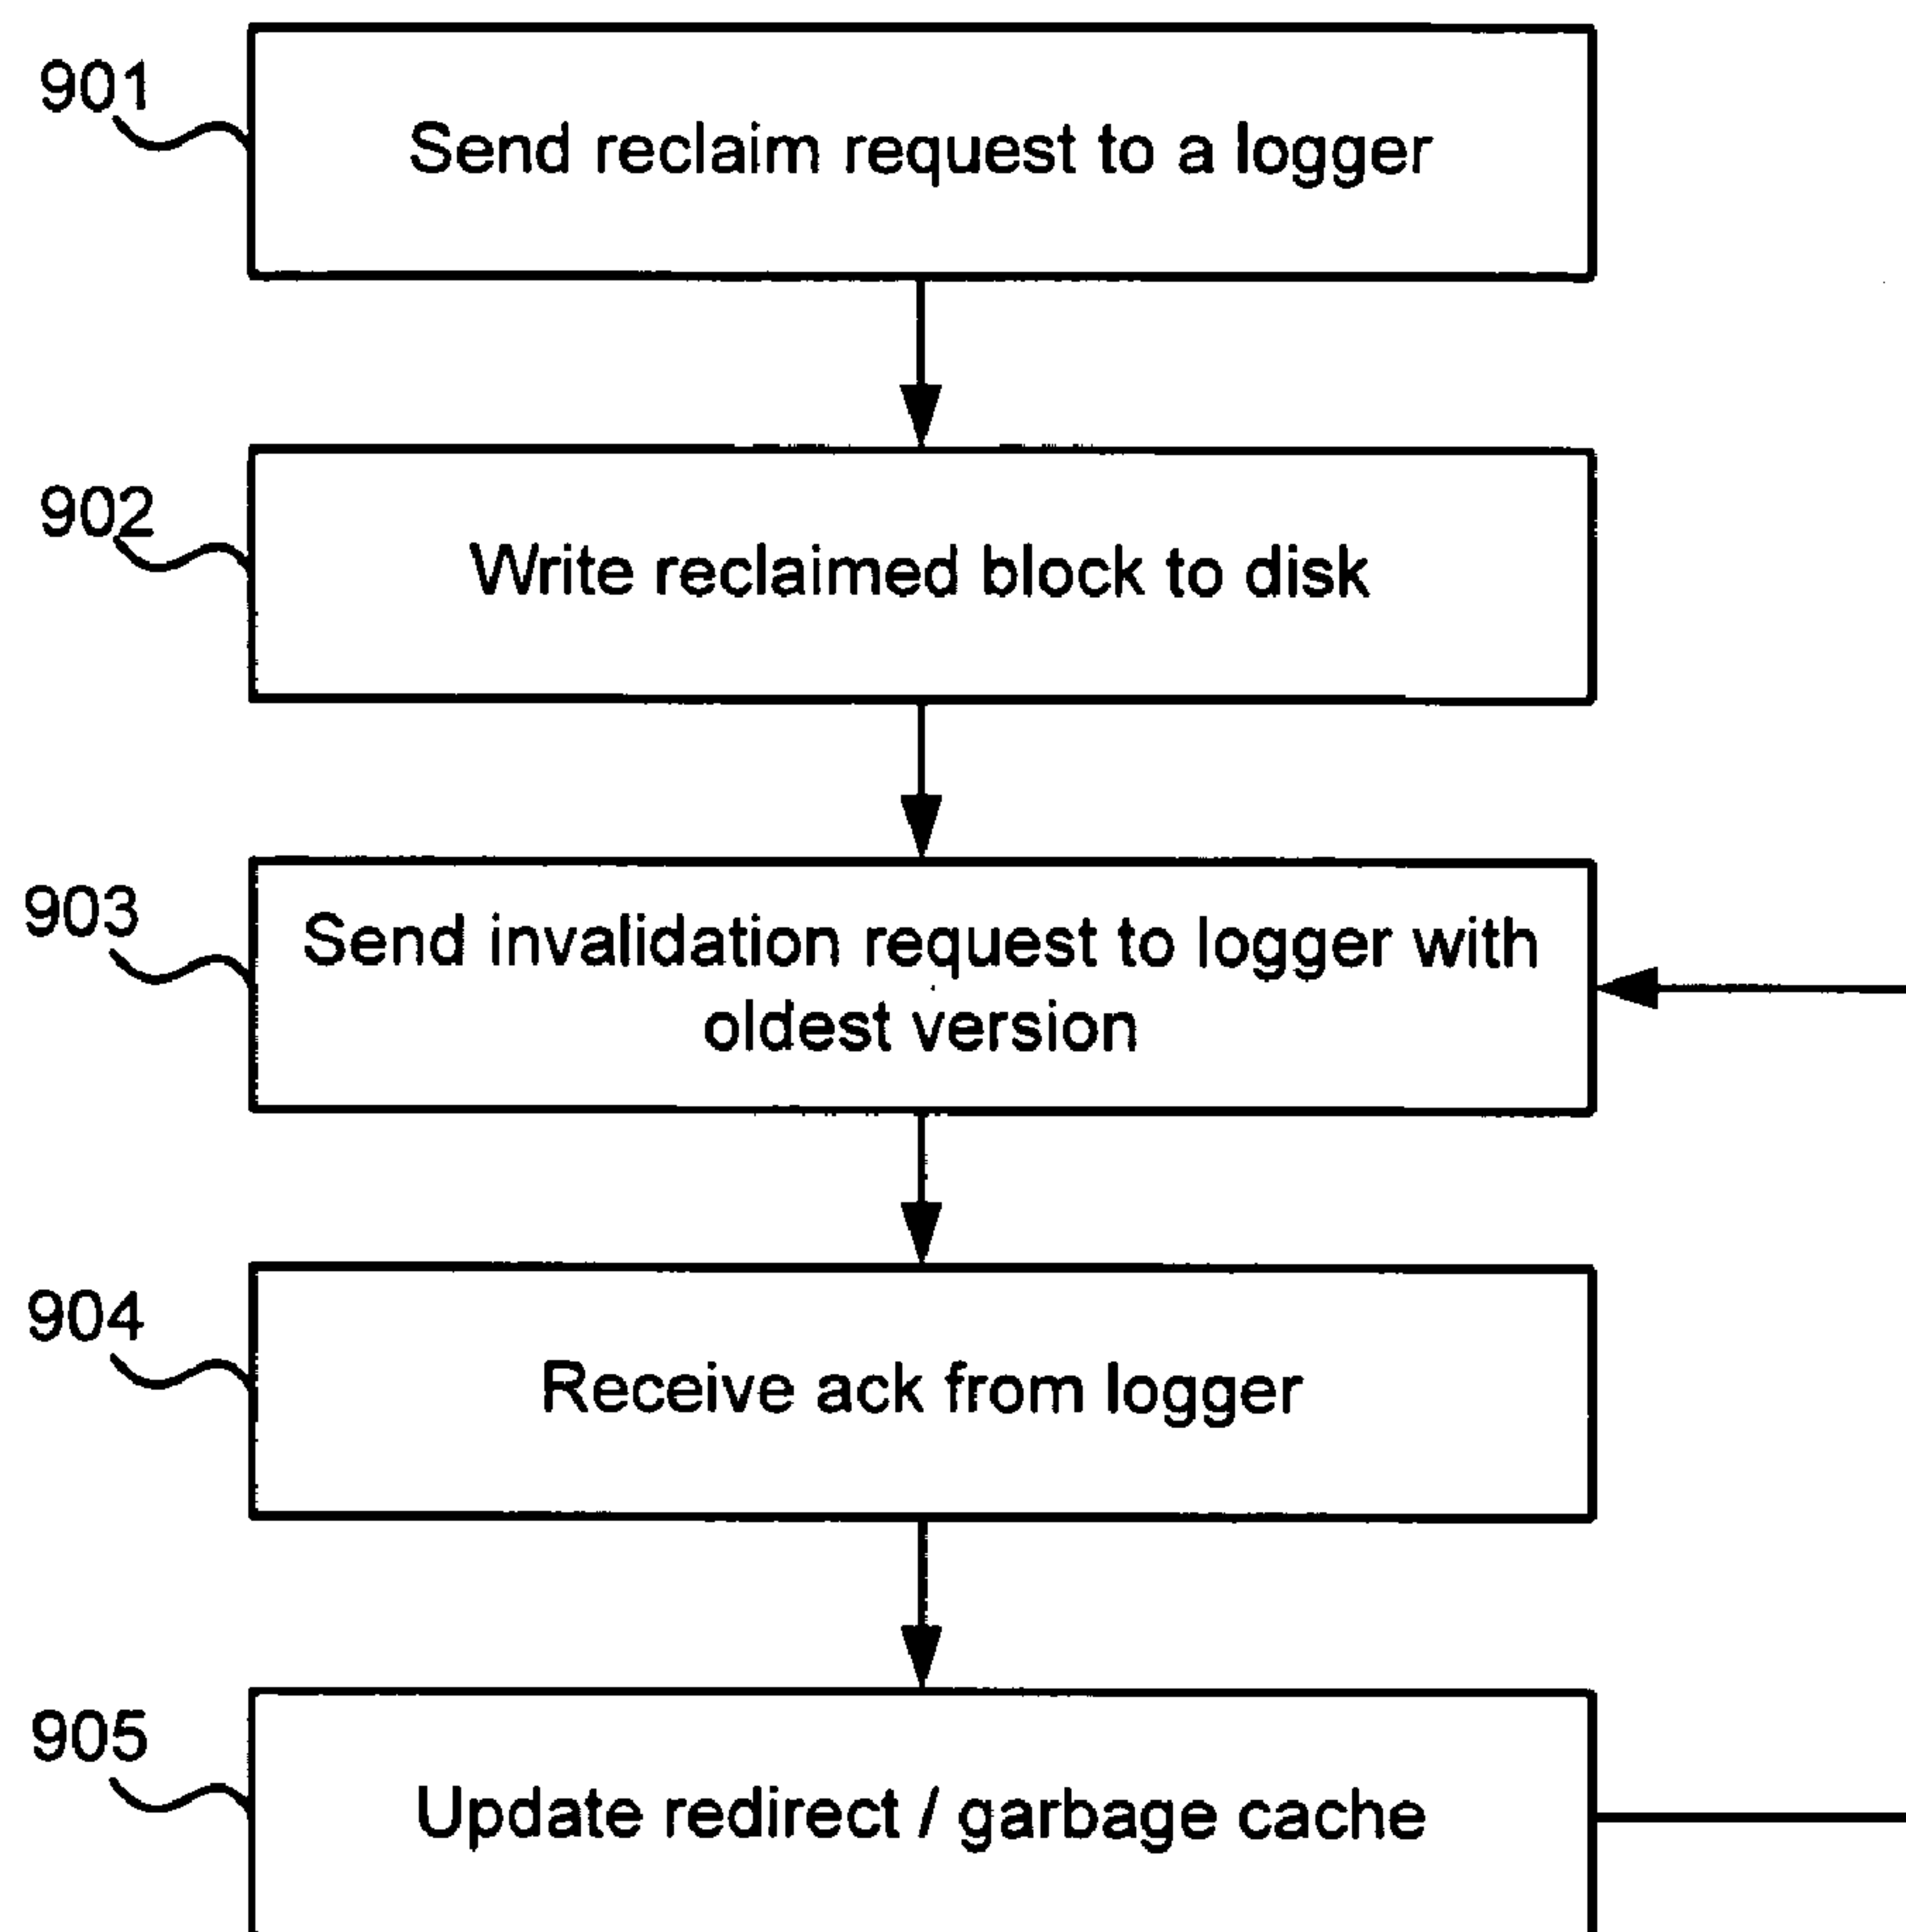 901
Send reclaim request to a logger
902
Write reclaimed block to disk
903
Send invalidation request to logger with
oldest version
904
Receive ack from logger
905
Update redirect / garbage cache